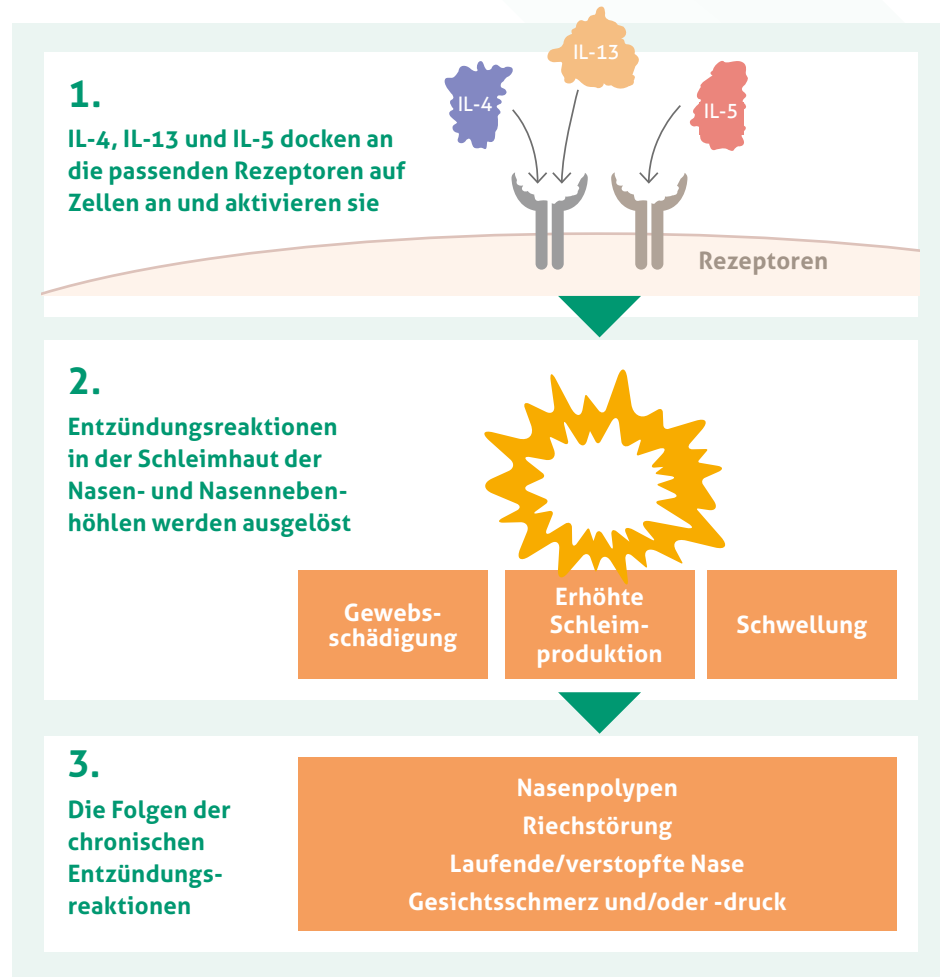 IL-13
IL-4
IL-5
1.
IL-4, IL-13 und IL-5 docken an
die passenden Rezeptoren auf
Zellen an und aktivieren sie
Rezeptoren
2.
Entzündungsreaktionen
in der Schleimhaut der
Nasen- und Nasenneben-
höhlen werden ausgelöst
Gewebs-
schädigung
Erhöhte
Schleim-
produktion
Schwellung
3.
Die Folgen der
chronischen
Entzündungs-
reaktionen
Nasenpolypen
Riechstörung
Laufende/verstopfte Nase
Gesichtsschmerz und/oder -druck